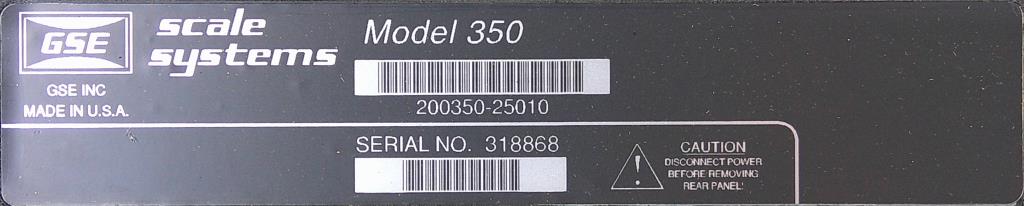 GSE
scale
systems
GSE INC
MADE IN U.S.A.
Model 350
200350-25010
SERIAL NO. 318868
CAUTION
DISCONNECT POWER
BEFORE REMOVING
REAR PANEL!